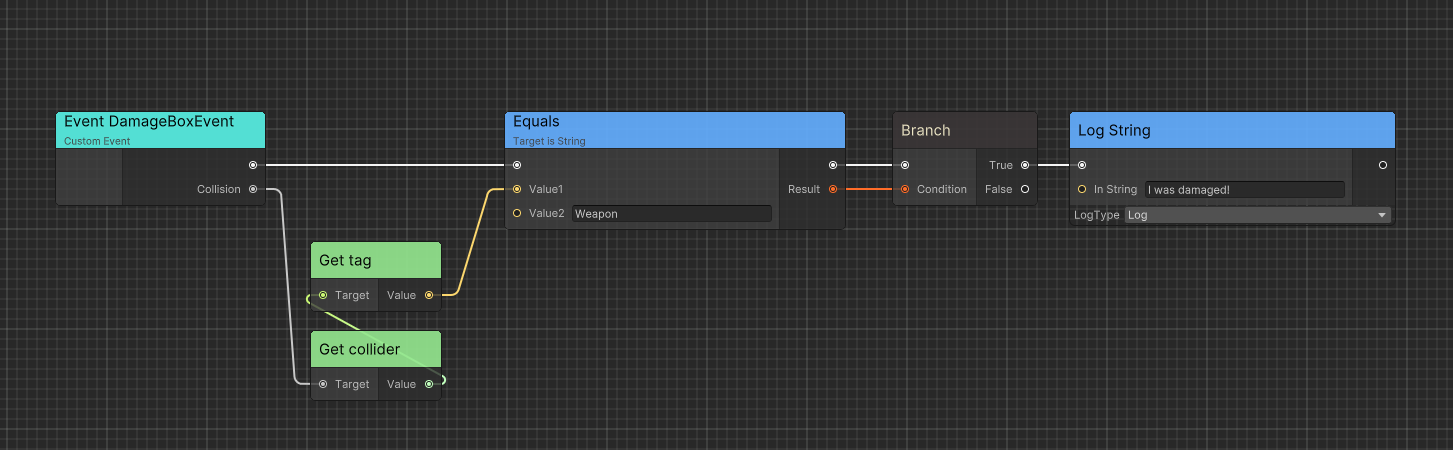 Event DamageBoxEvent
Custom Event
Collision
Equals
Target is String
Value1
Value2 Weapon
Result
Branch
True
Condition False
Log String
In String I was damaged!
LogType Log
Get tag
Target Value
Get collider
Target Value